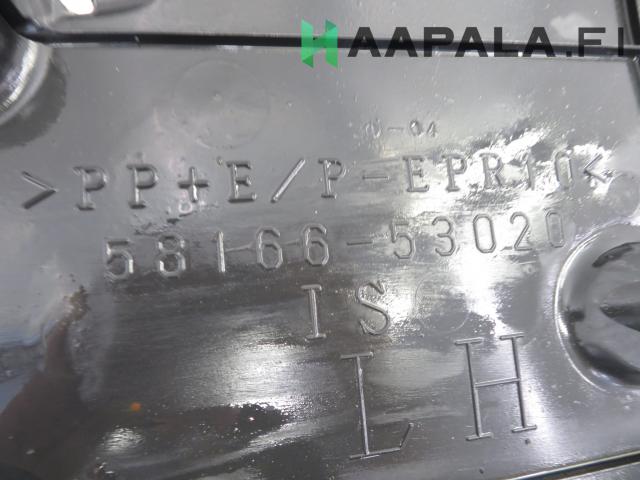 HAAPALA.FI
>PP+E/P-EPR10<
58166-53020
IS
LH